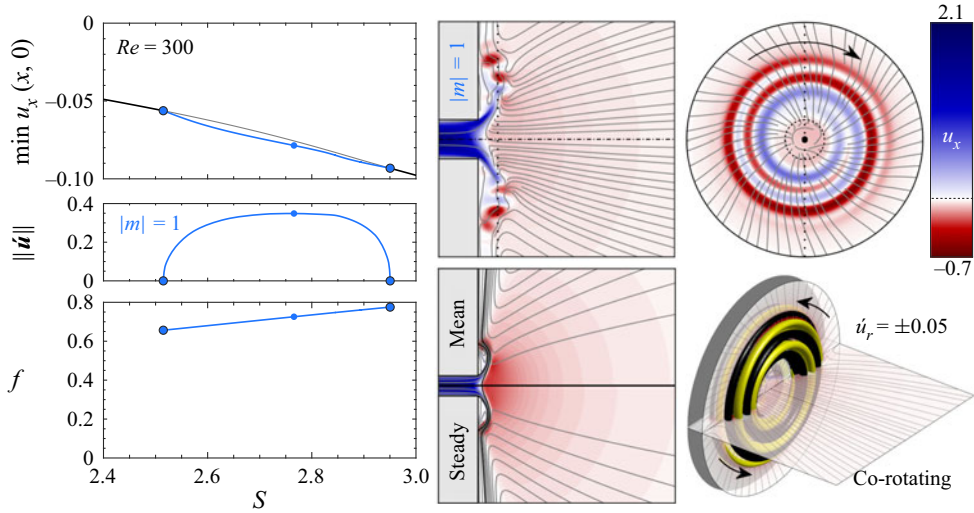 0
−0.05
−0.10
min u_x (x, 0)
Re = 300
0.4
0.2
0
‖ú‖
|m| = 1
0.8
0.6
0.4
0.2
0
f
2.4
2.6
2.8
3.0
S
|m| = 1
Mean
Steady
2.1
u_x
−0.7
ú_r = ±0.05
Co-rotating